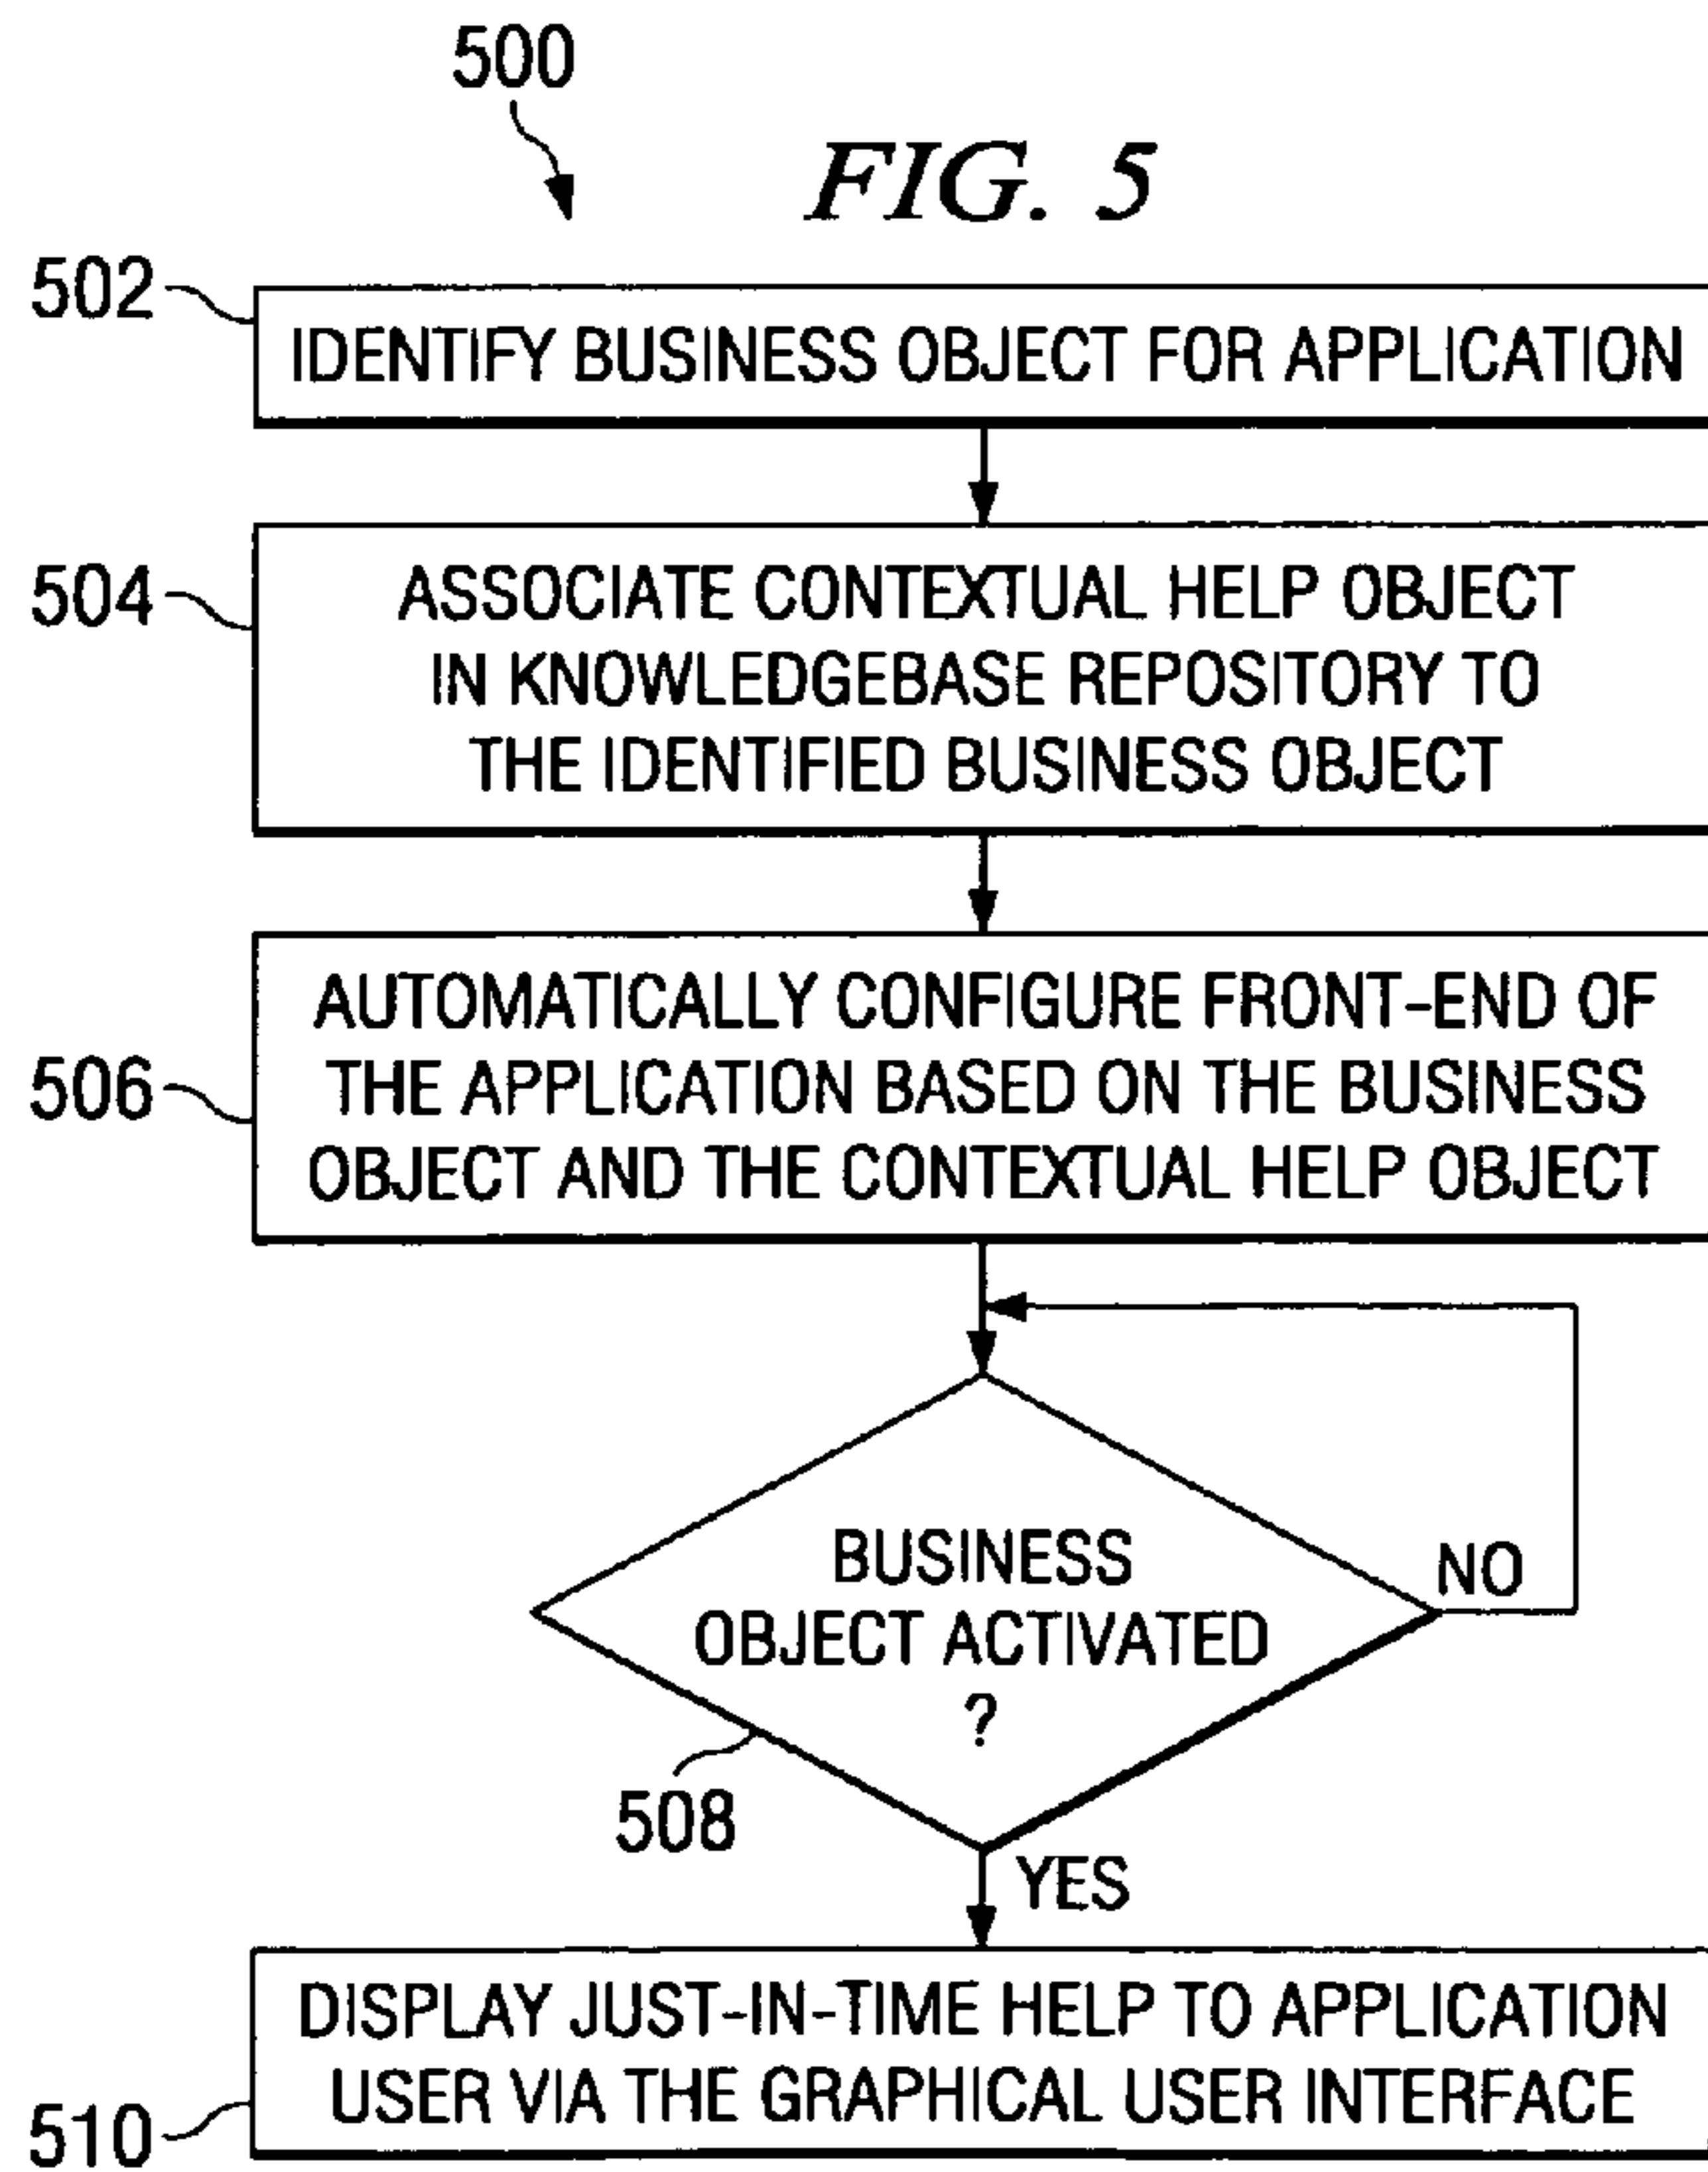 500
FIG. 5
502
IDENTIFY BUSINESS OBJECT FOR APPLICATION
504
ASSOCIATE CONTEXTUAL HELP OBJECT
IN KNOWLEDGEBASE REPOSITORY TO
THE IDENTIFIED BUSINESS OBJECT
506
AUTOMATICALLY CONFIGURE FRONT-END OF
THE APPLICATION BASED ON THE BUSINESS
OBJECT AND THE CONTEXTUAL HELP OBJECT
BUSINESS
OBJECT ACTIVATED
?
NO
508
YES
DISPLAY JUST-IN-TIME HELP TO APPLICATION
USER VIA THE GRAPHICAL USER INTERFACE
510